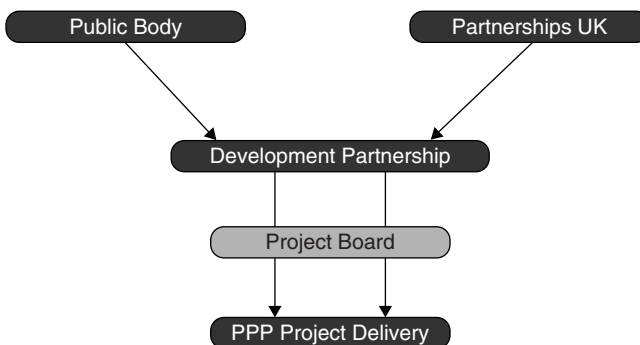 Public Body
Partnerships UK
Development Partnership
Project Board
PPP Project Delivery